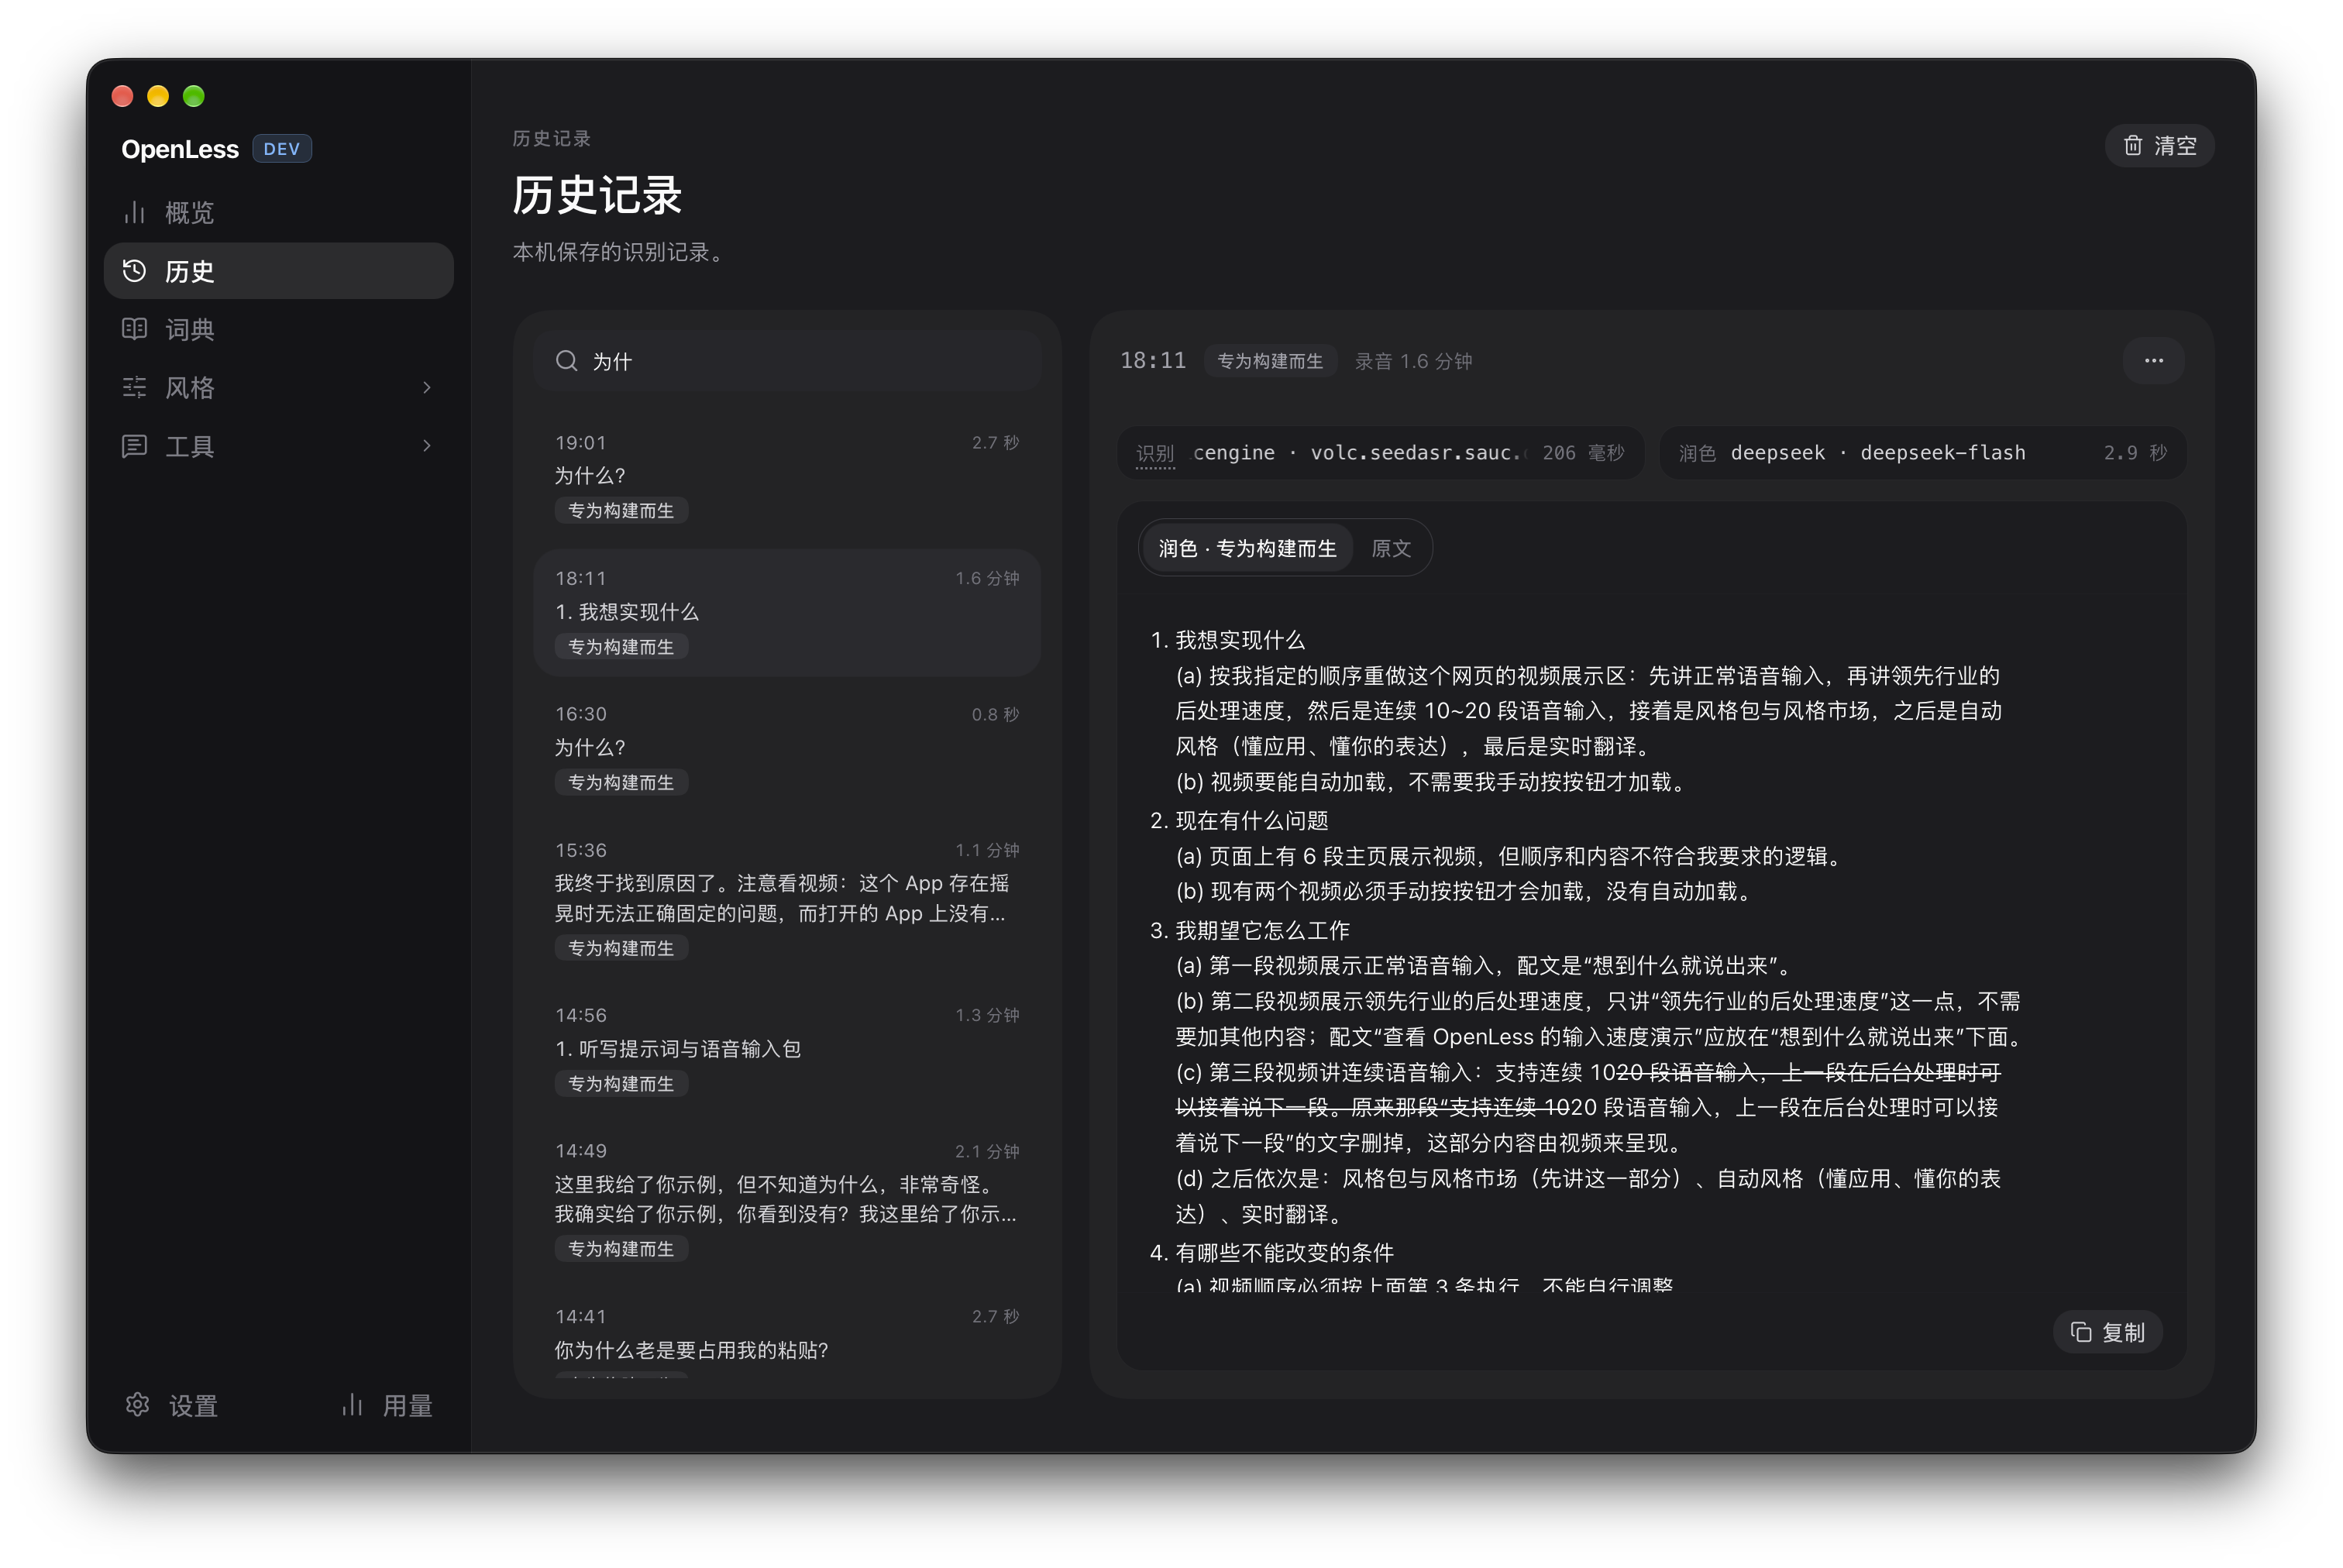 OpenLess DEV
概览
历史
词典
风格
工具
设置
用量
历史记录
历史记录
本机保存的识别记录。
清空
为什
19:01 2.7 秒
为什么?
专为构建而生
18:11 1.6 分钟
1. 我想实现什么
专为构建而生
16:30 0.8 秒
为什么?
专为构建而生
15:36 1.1 分钟
我终于找到原因了。注意看视频：这个 App 存在摇
晃时无法正确固定的问题，而打开的 App 上没有...
专为构建而生
14:56 1.3 分钟
1. 听写提示词与语音输入包
专为构建而生
14:49 2.1 分钟
这里我给了你示例，但不知道为什么，非常奇怪。
我确实给了你示例，你看到没有？我这里给了你示...
专为构建而生
14:41 2.7 秒
你为什么老是要占用我的粘贴?
18:11 专为构建而生 录音 1.6 分钟
识别 cengine · volc.seedasr.sauc. 206 毫秒
润色 deepseek · deepseek-flash 2.9 秒
润色 · 专为构建而生 原文
1. 我想实现什么
(a) 按我指定的顺序重做这个网页的视频展示区：先讲正常语音输入，再讲领先行业的
后处理速度，然后是连续 10~20 段语音输入，接着是风格包与风格市场，之后是自动
风格（懂应用、懂你的表达），最后是实时翻译。
(b) 视频要能自动加载，不需要我手动按按钮才加载。
2. 现在有什么问题
(a) 页面上有 6 段主页展示视频，但顺序和内容不符合我要求的逻辑。
(b) 现有两个视频必须手动按按钮才会加载，没有自动加载。
3. 我期望它怎么工作
(a) 第一段视频展示正常语音输入，配文是“想到什么就说出来”。
(b) 第二段视频展示领先行业的后处理速度，只讲“领先行业的后处理速度”这一点，不需
要加其他内容；配文“查看 OpenLess 的输入速度演示”应放在“想到什么就说出来”下面。
(c) 第三段视频讲连续语音输入：支持连续 1020 段语音输入，上一段在后台处理时可
以接着说下一段。原来那段“支持连续 1020 段语音输入，上一段在后台处理时可以接
着说下一段”的文字删掉，这部分内容由视频来呈现。
(d) 之后依次是：风格包与风格市场（先讲这一部分）、自动风格（懂应用、懂你的表
达）、实时翻译。
4. 有哪些不能改变的条件
(a) 视频顺序必须按上面第 3 条执行，不能自行调整
复制